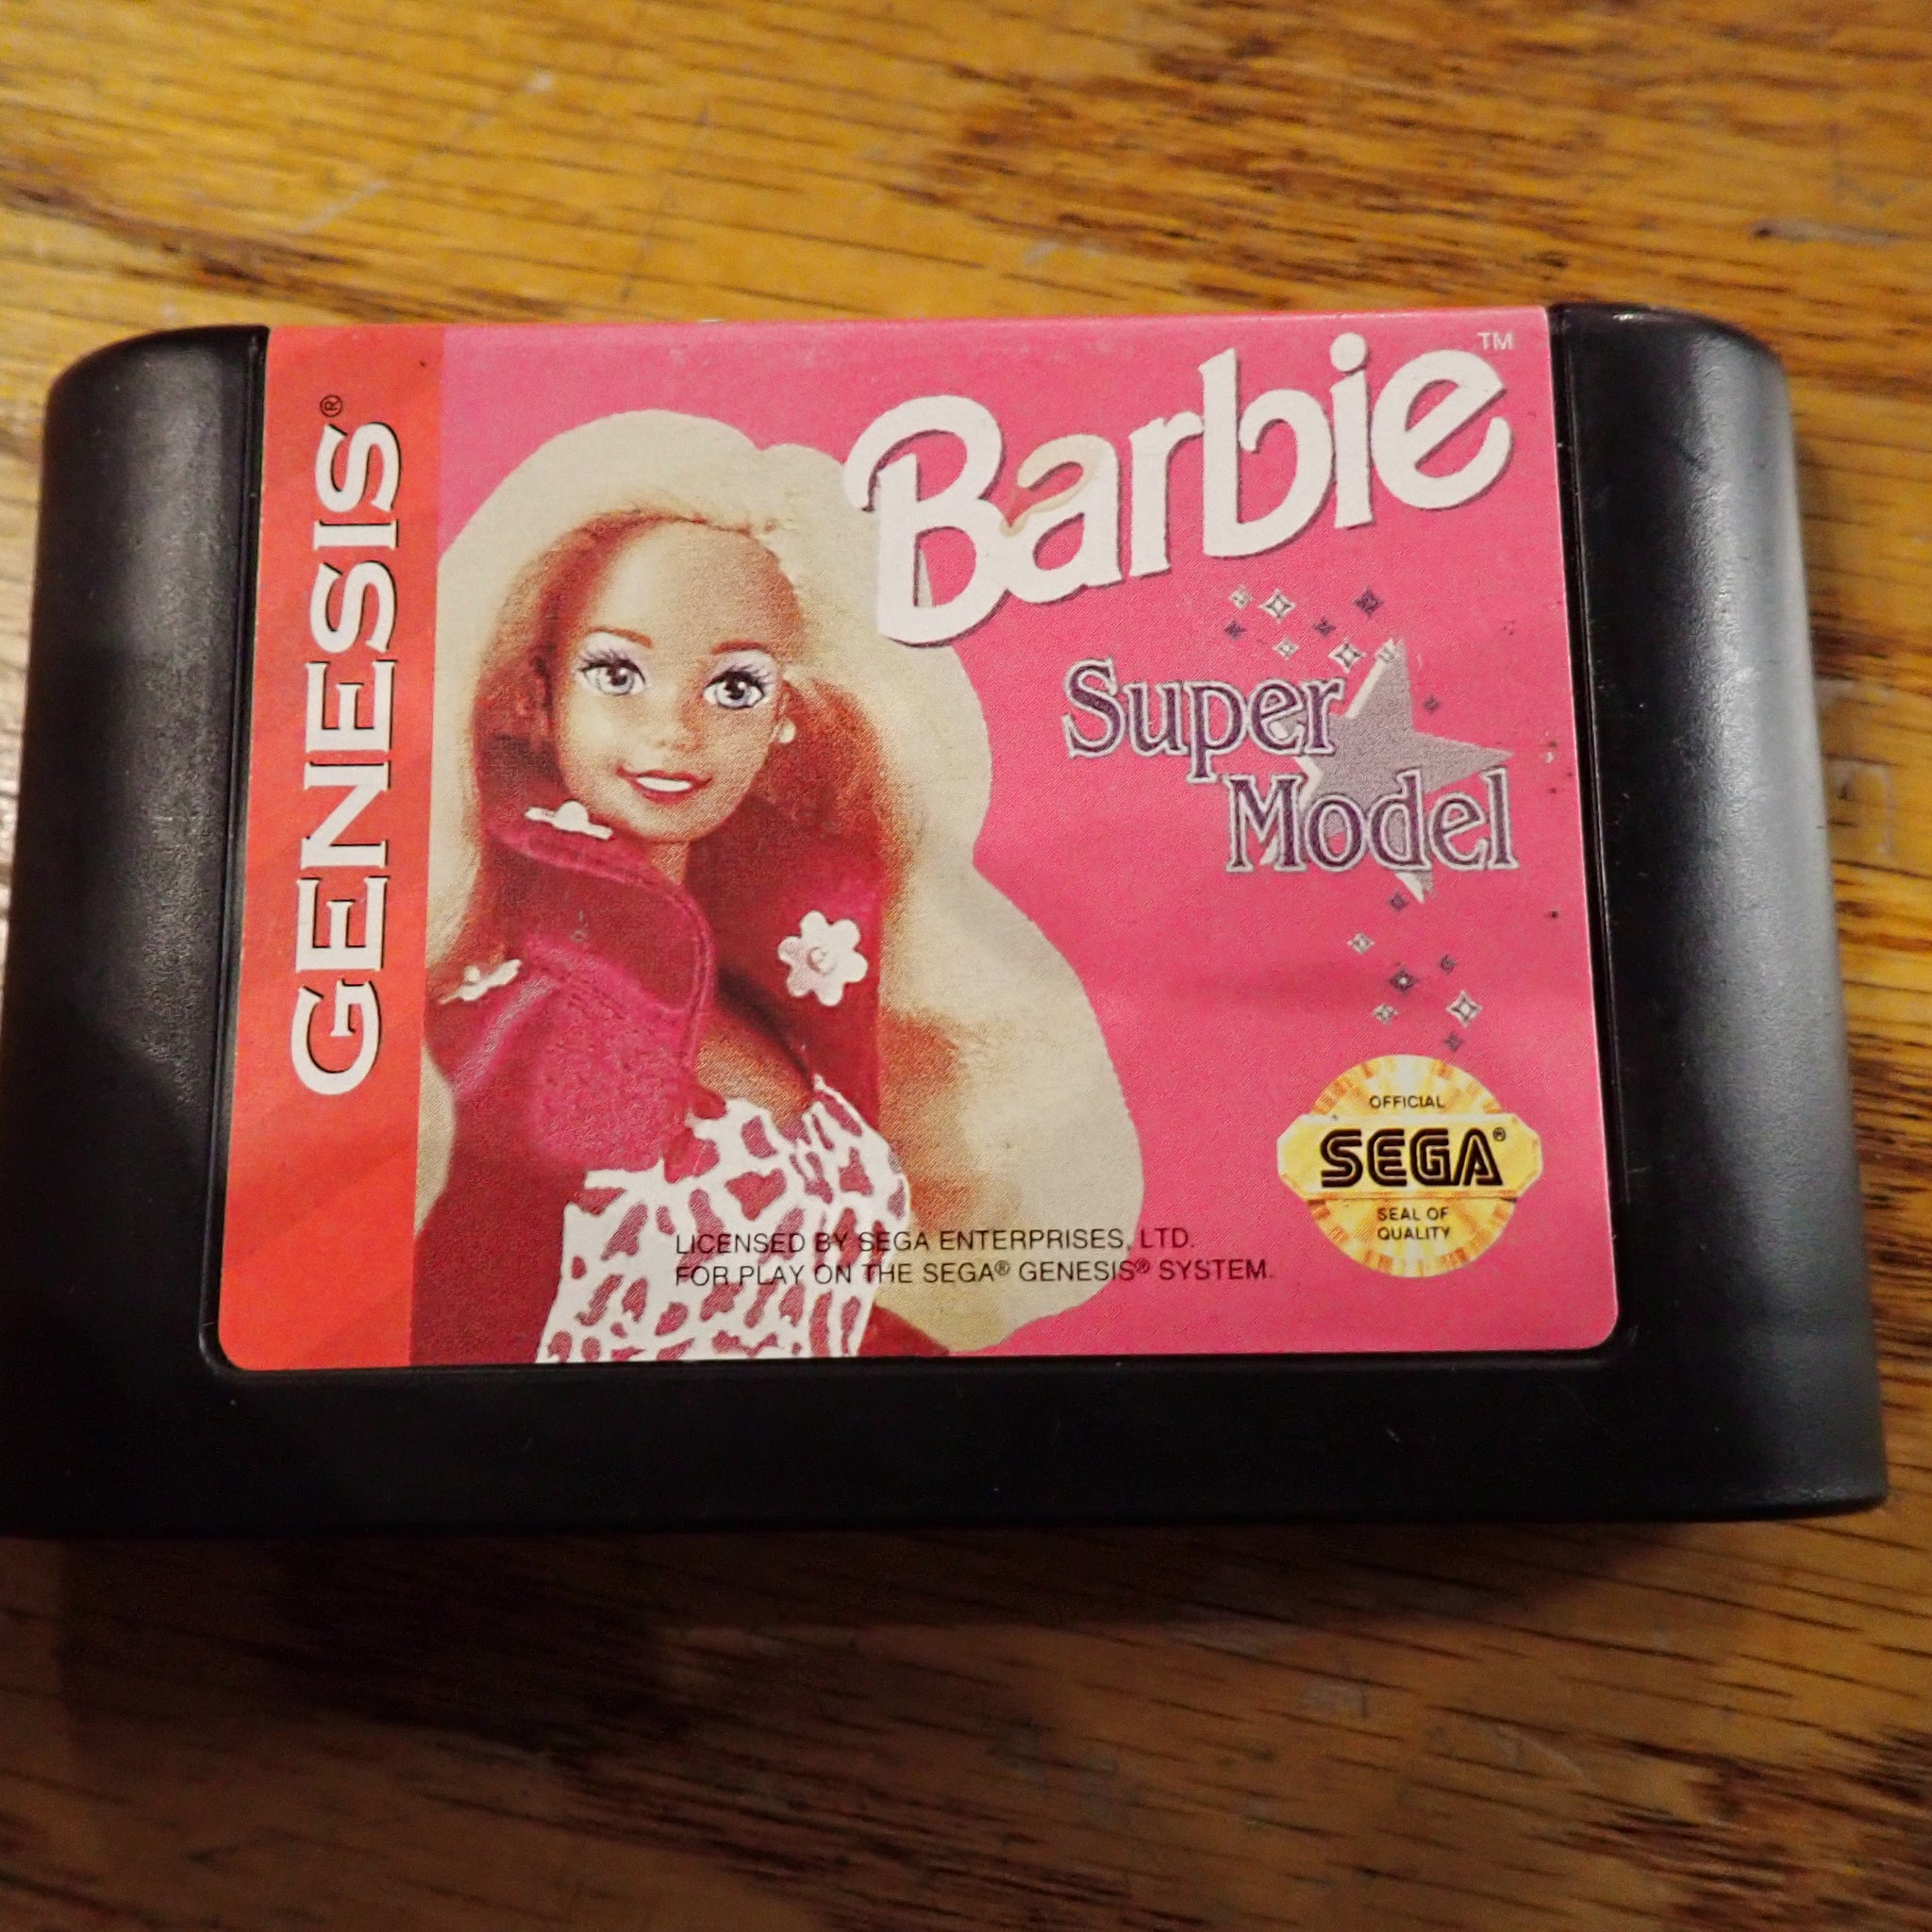 GENESIS®
Barbie™
Super
Model
OFFICIAL
SEGA®
SEAL OF
QUALITY
LICENSED BY SEGA ENTERPRISES, LTD.
FOR PLAY ON THE SEGA® GENESIS® SYSTEM.